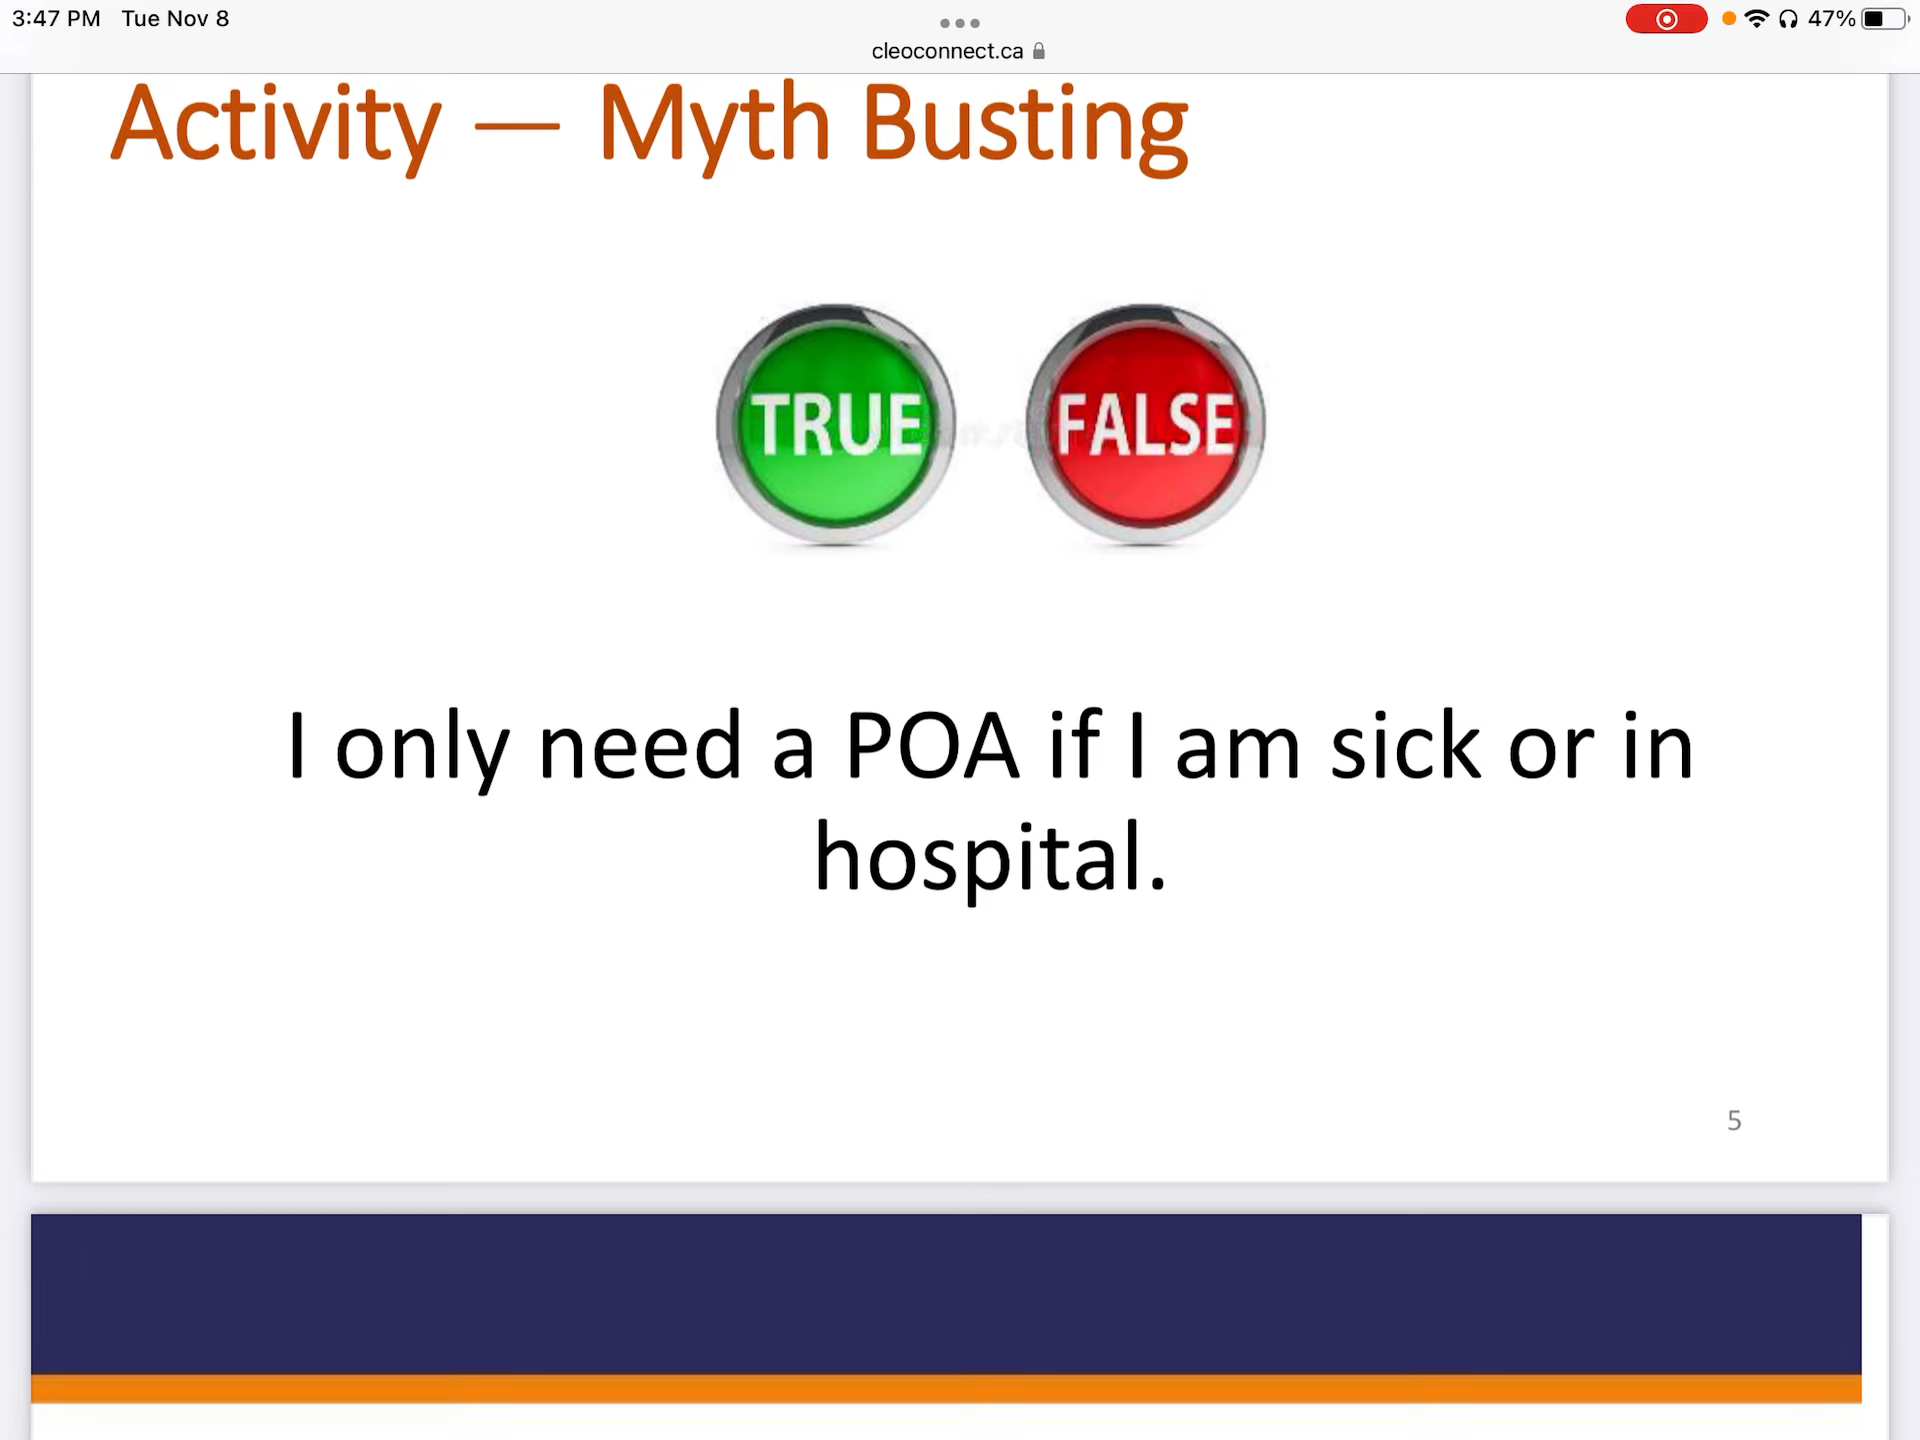 3:47 PM Tue Nov 8
47%
cleoconnect.ca
Activity — Myth Busting
TRUE FALSE
I only need a POA if I am sick or in
hospital.
5